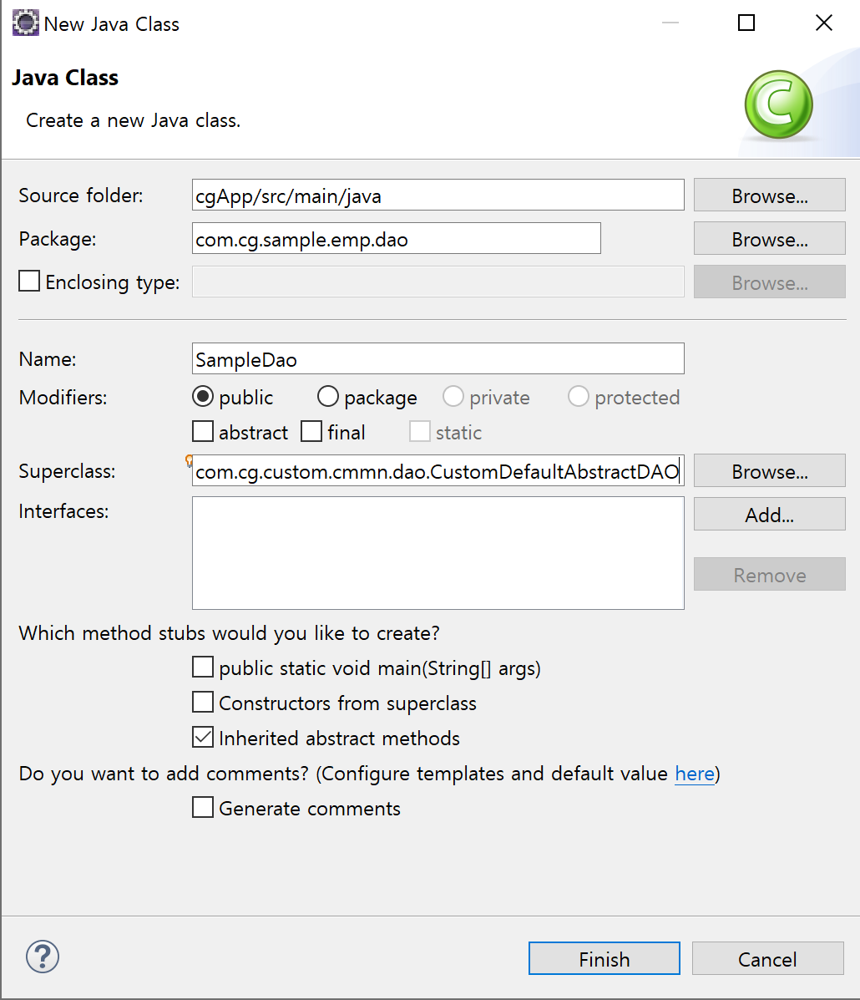 New Java Class
Java Class
Create a new Java class.
Source folder: cgApp/src/main/java Browse...
Package: com.cg.sample.emp.dao Browse...
Enclosing type: Browse...
Name: SampleDao
Modifiers: public package private protected
abstract final static
Superclass: com.cg.custom.cmmn.dao.CustomDefaultAbstractDAO Browse...
Interfaces: Add...
Remove
Which method stubs would you like to create?
public static void main(String[] args)
Constructors from superclass
Inherited abstract methods
Do you want to add comments? (Configure templates and default value here)
Generate comments
Finish Cancel